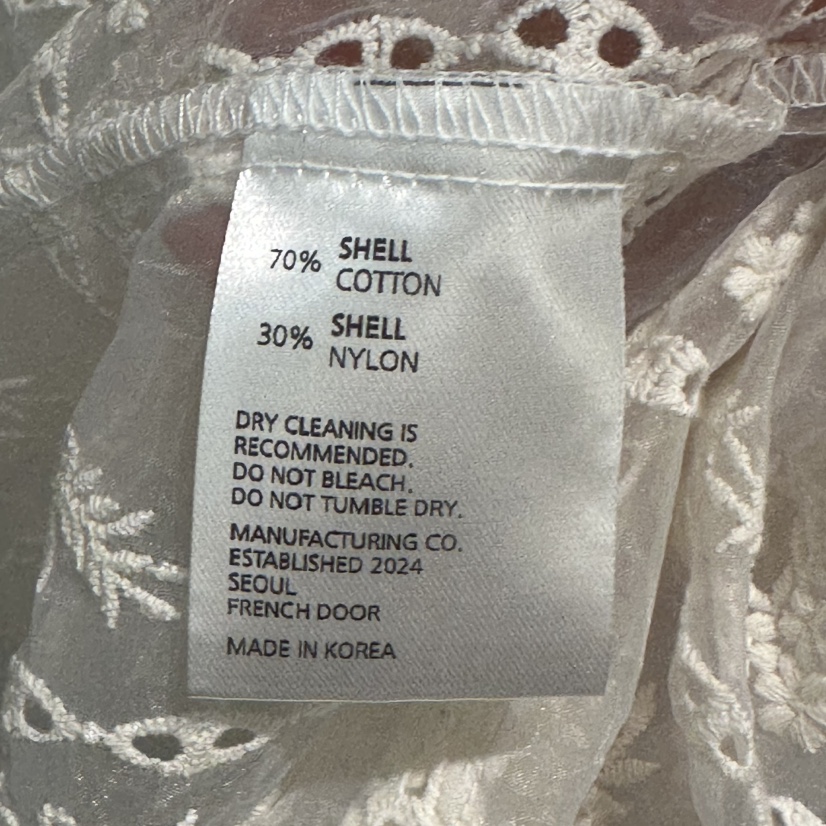 70% SHELL
COTTON
30% SHELL
NYLON
DRY CLEANING IS
RECOMMENDED.
DO NOT BLEACH.
DO NOT TUMBLE DRY.
MANUFACTURING CO.
ESTABLISHED 2024
SEOUL
FRENCH DOOR
MADE IN KOREA